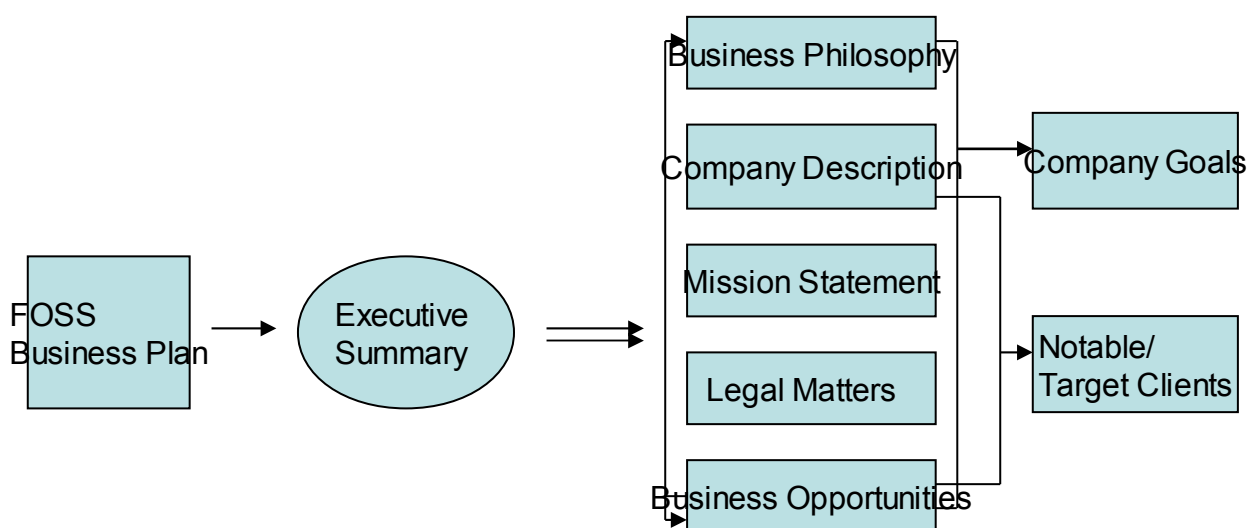 FOSS
Business Plan
Executive
Summary
Business Philosophy
Company Description
Mission Statement
Legal Matters
Business Opportunities
Company Goals
Notable/
Target Clients